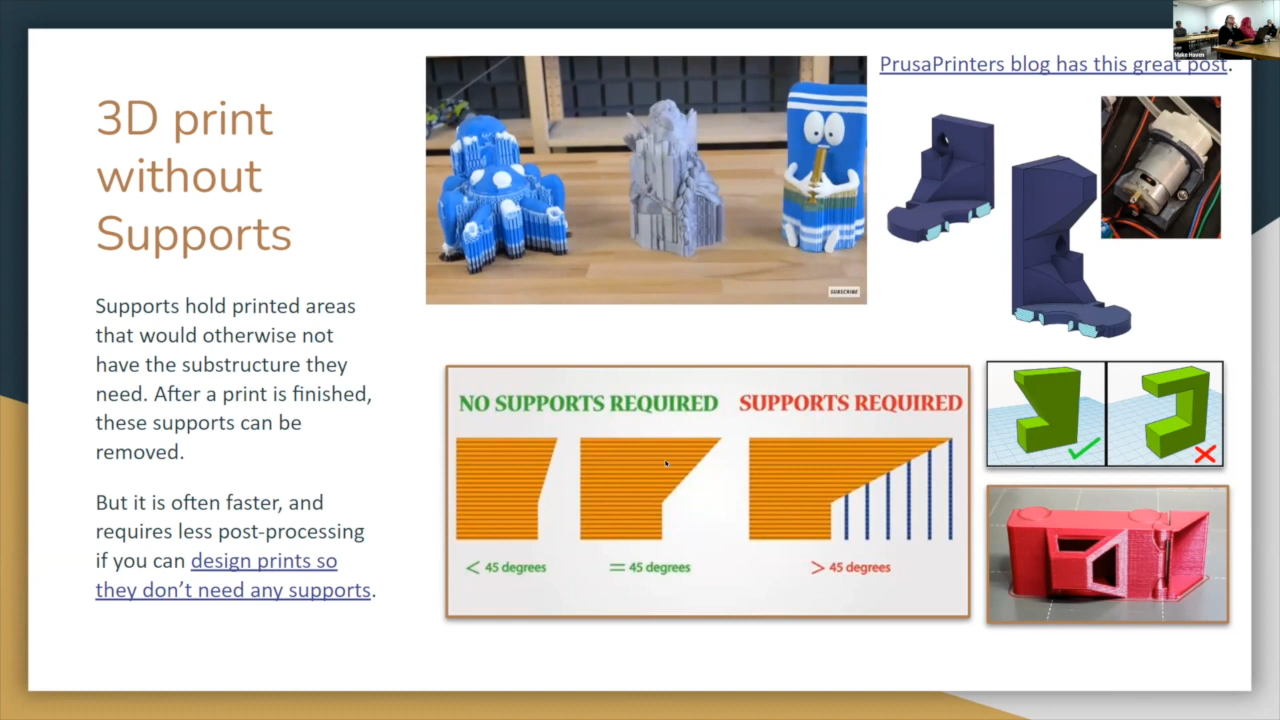 3D print
without
Supports
Supports hold printed areas
that would otherwise not
have the substructure they
need. After a print is finished,
these supports can be
removed.
But it is often faster, and
requires less post-processing
if you can design prints so
they don't need any supports.
SUBSCRIBE
PrusaPrinters blog has this great post.
Make Haven
NO SUPPORTS REQUIRED
SUPPORTS REQUIRED
< 45 degrees
= 45 degrees
> 45 degrees